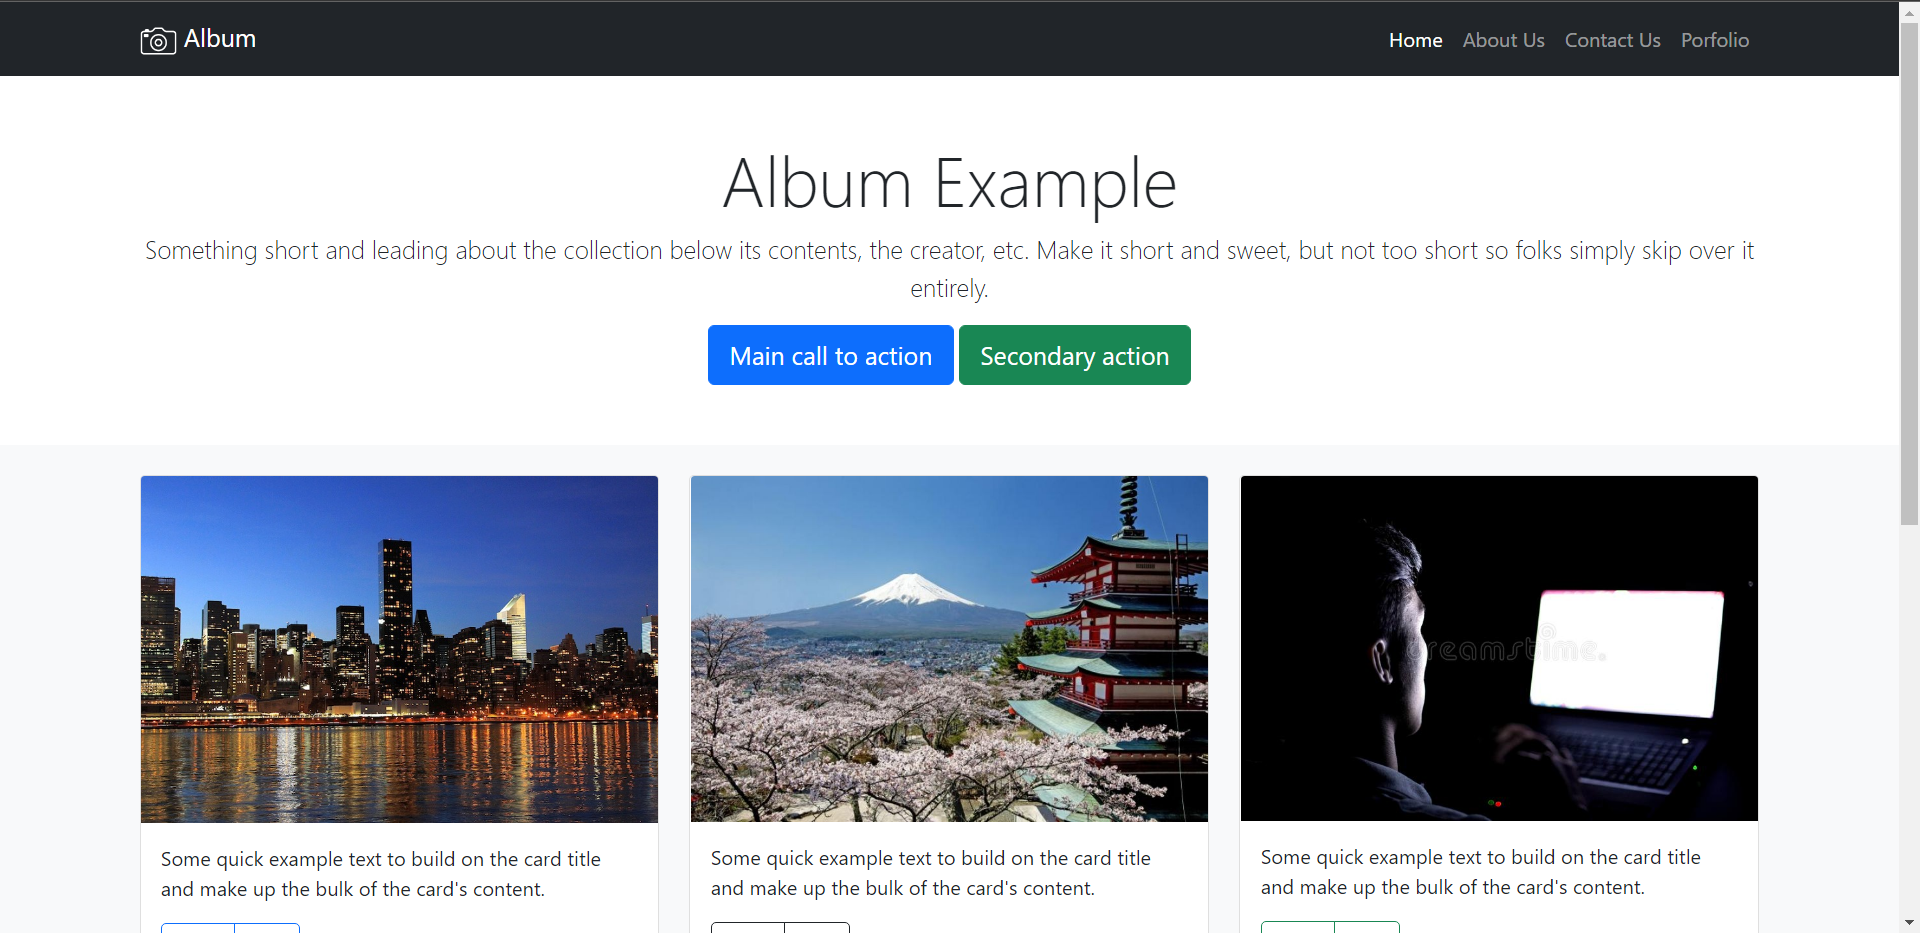 Album
Home About Us Contact Us Porfolio
Album Example
Something short and leading about the collection below its contents, the creator, etc. Make it short and sweet, but not too short so folks simply skip over it
entirely.
Main call to action Secondary action
dreamstime.
Some quick example text to build on the card title
and make up the bulk of the card's content.
Some quick example text to build on the card title
and make up the bulk of the card's content.
Some quick example text to build on the card title
and make up the bulk of the card's content.